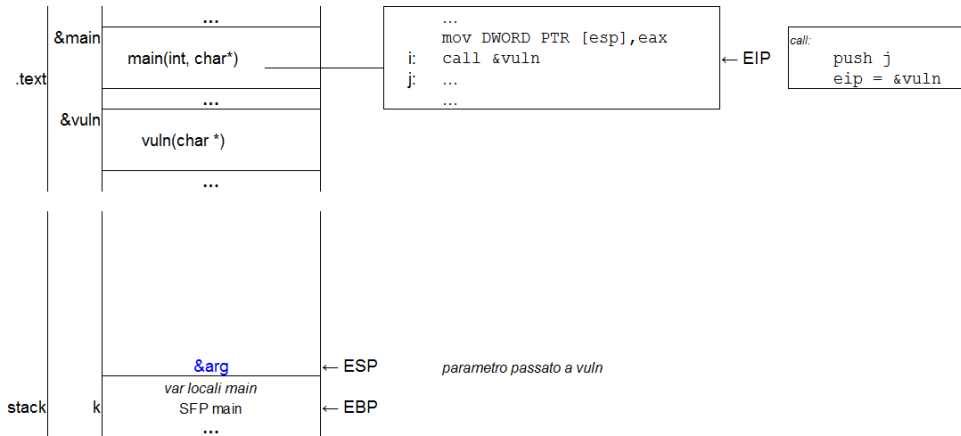 ...
&main
main(int, char*)
.text
...
&vuln
vuln(char *)
...
...
mov DWORD PTR [esp],eax
i: call &vuln
j: ...
...
← EIP
call:
push j
eip = &vuln
&arg ← ESP parametro passato a vuln
var locali main
stack k SFP main ← EBP
...